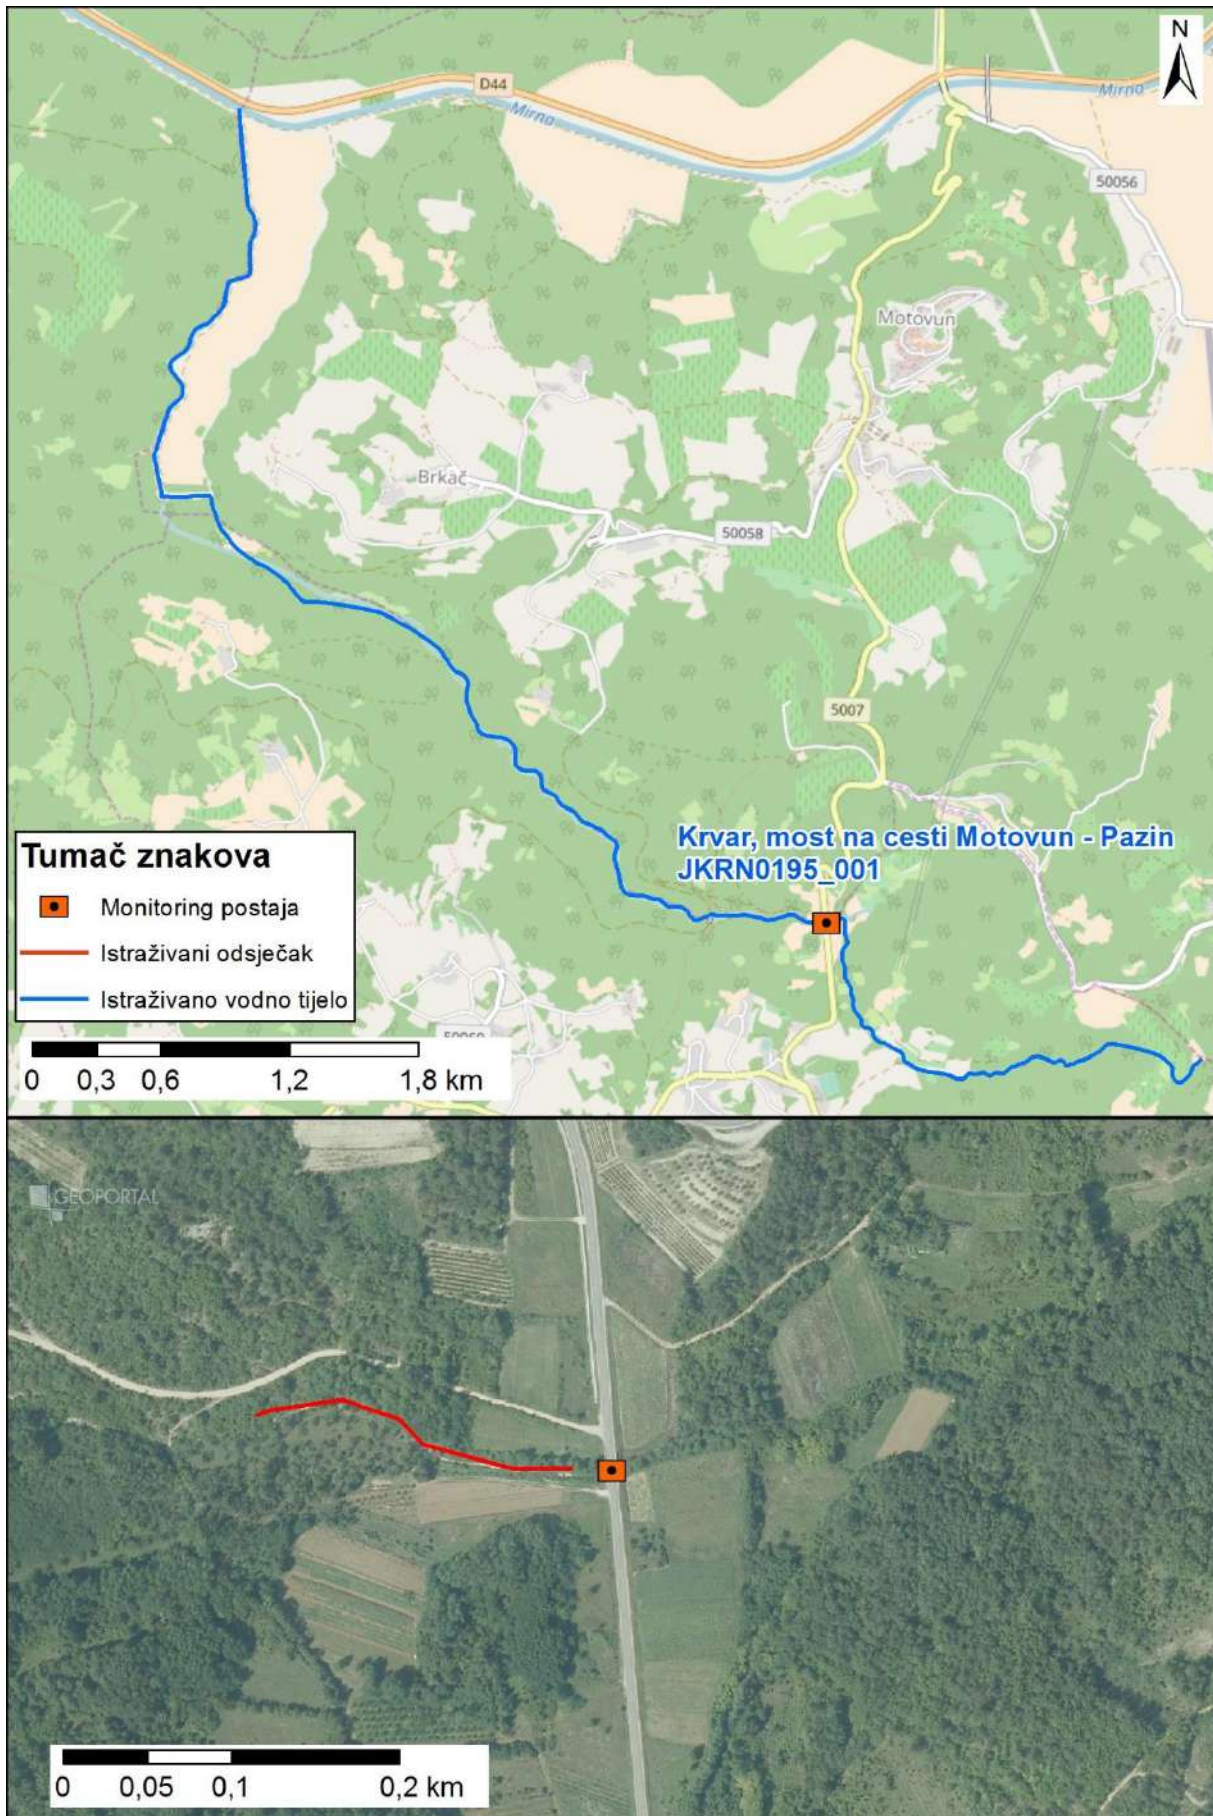 N
D44
Mirna
Mirna
50056
Motovun
Brkač
50058
5007
Krvar, most na cesti Motovun - Pazin
JKRN0195_001
Tumač znakova
Monitoring postaja
Istraživani odsječak
Istraživano vodno tijelo
0 0,3 0,6 1,2 1,8 km
GEOPORTAL
0 0,05 0,1 0,2 km